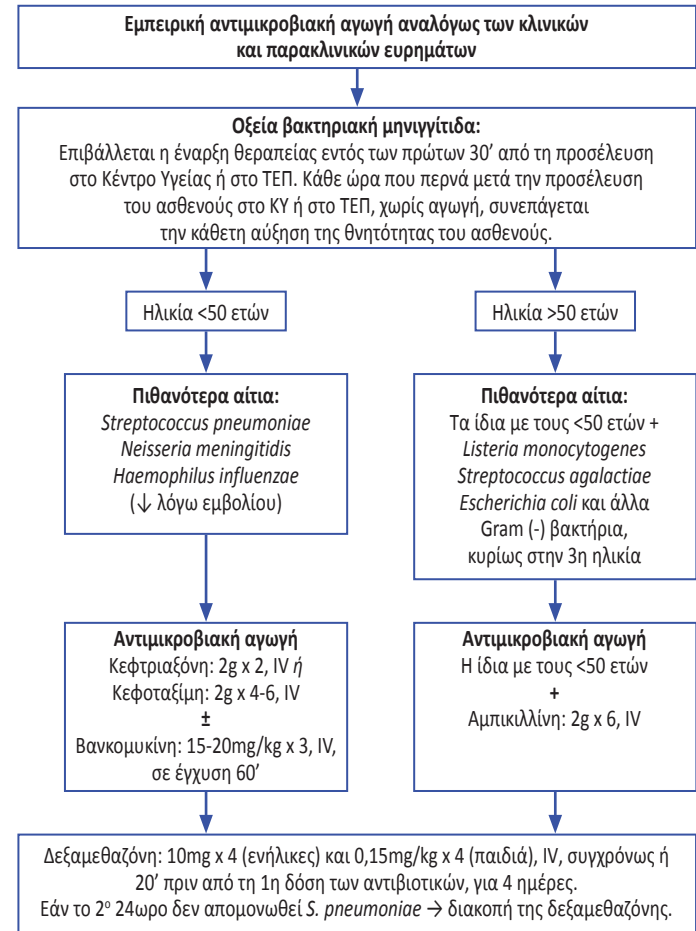 Εμπειρική αντιμικροβιακή αγωγή αναλόγως των κλινικών
και παρακλινικών ευρημάτων
Οξεία βακτηριακή μηνιγγίτιδα:
Επιβάλλεται η έναρξη θεραπείας εντός των πρώτων 30’ από τη προσέλευση
στο Κέντρο Υγείας ή στο ΤΕΠ. Κάθε ώρα που περνά μετά την προσέλευση
του ασθενούς στο ΚΥ ή στο ΤΕΠ, χωρίς αγωγή, συνεπάγεται
την κάθετη αύξηση της θνητότητας του ασθενούς.
Ηλικία <50 ετών
Πιθανότερα αίτια:
Streptococcus pneumoniae
Neisseria meningitidis
Haemophilus influenzae
(↓ λόγω εμβολίου)
Αντιμικροβιακή αγωγή
Κεφτριαξόνη: 2g x 2, IV ή
Κεφοταξίμη: 2g x 4-6, IV
±
Βανκομυκίνη: 15-20mg/kg x 3, IV,
σε έγχυση 60’
Ηλικία >50 ετών
Πιθανότερα αίτια:
Τα ίδια με τους <50 ετών +
Listeria monocytogenes
Streptococcus agalactiae
Escherichia coli και άλλα
Gram (-) βακτήρια,
κυρίως στην 3η ηλικία
Αντιμικροβιακή αγωγή
Η ίδια με τους <50 ετών
+
Αμπικιλλίνη: 2g x 6, IV
Δεξαμεθαζόνη: 10mg x 4 (ενήλικες) και 0,15mg/kg x 4 (παιδιά), IV, συγχρόνως ή
20’ πριν από τη 1η δόση των αντιβιοτικών, για 4 ημέρες.
Εάν το 2ο 24ωρο δεν απομονωθεί S. pneumoniae → διακοπή της δεξαμεθαζόνης.